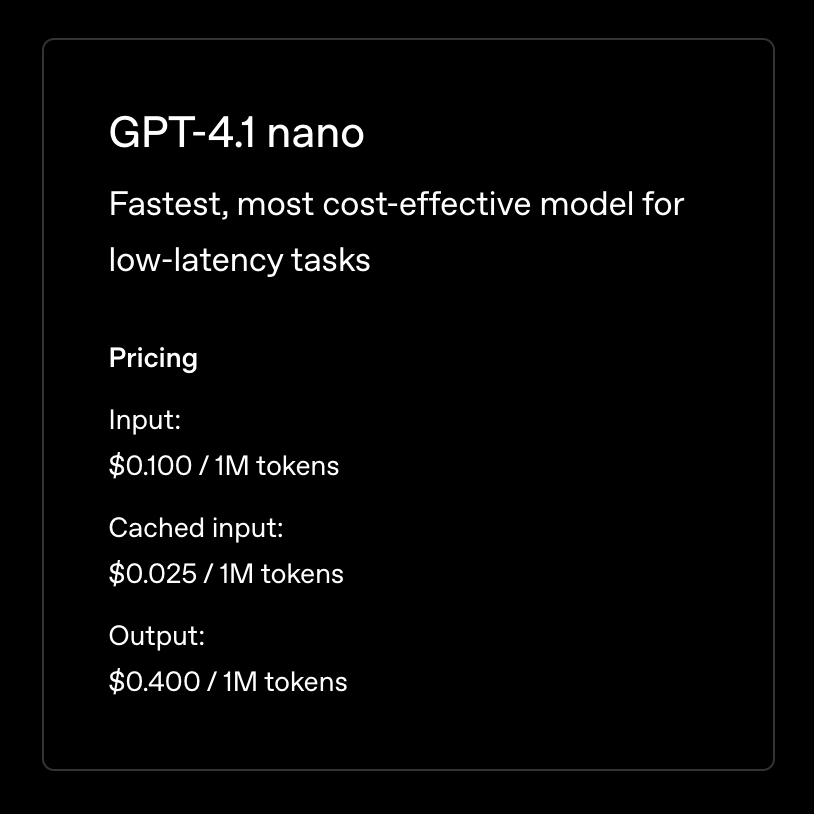 GPT-4.1 nano
Fastest, most cost-effective model for
low-latency tasks
Pricing
Input:
$0.100 / 1M tokens
Cached input:
$0.025 / 1M tokens
Output:
$0.400 / 1M tokens